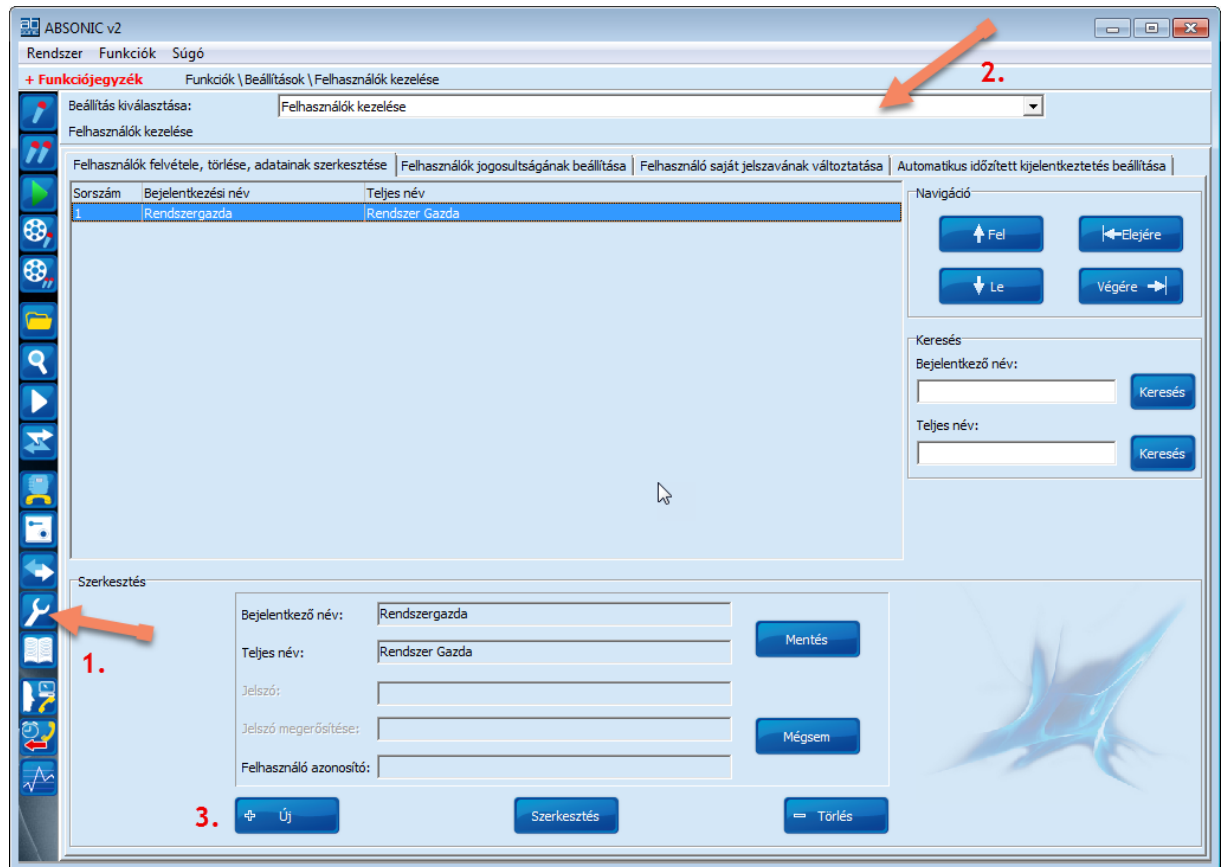 ABSONIC v2
Rendszer Funkciók Súgó
+ Funkciójegyzék Funkciók \ Beállítások \ Felhasználók kezelése
2.
Beállítás kiválasztása: Felhasználók kezelése
Felhasználók kezelése
Felhasználók felvétele, törlése, adatainak szerkesztése Felhasználók jogosultságának beállítása Felhasználó saját jelszavának változtatása Automatikus időzített kijelentkeztetés beállítása
Sorszám Bejelentkezési név Teljes név
1 Rendszergazda Rendszer Gazda
Navigáció
Fel Elejére
Le Végére
Keresés
Bejelentkező név:
Keresés
Teljes név:
Keresés
Szerkesztés
Bejelentkező név: Rendszergazda
Mentés
Teljes név: Rendszer Gazda
1.
Jelszó:
Jelszó megerősítése:
Mégsem
Felhasználó azonosító:
3. Új Szerkesztés Törlés